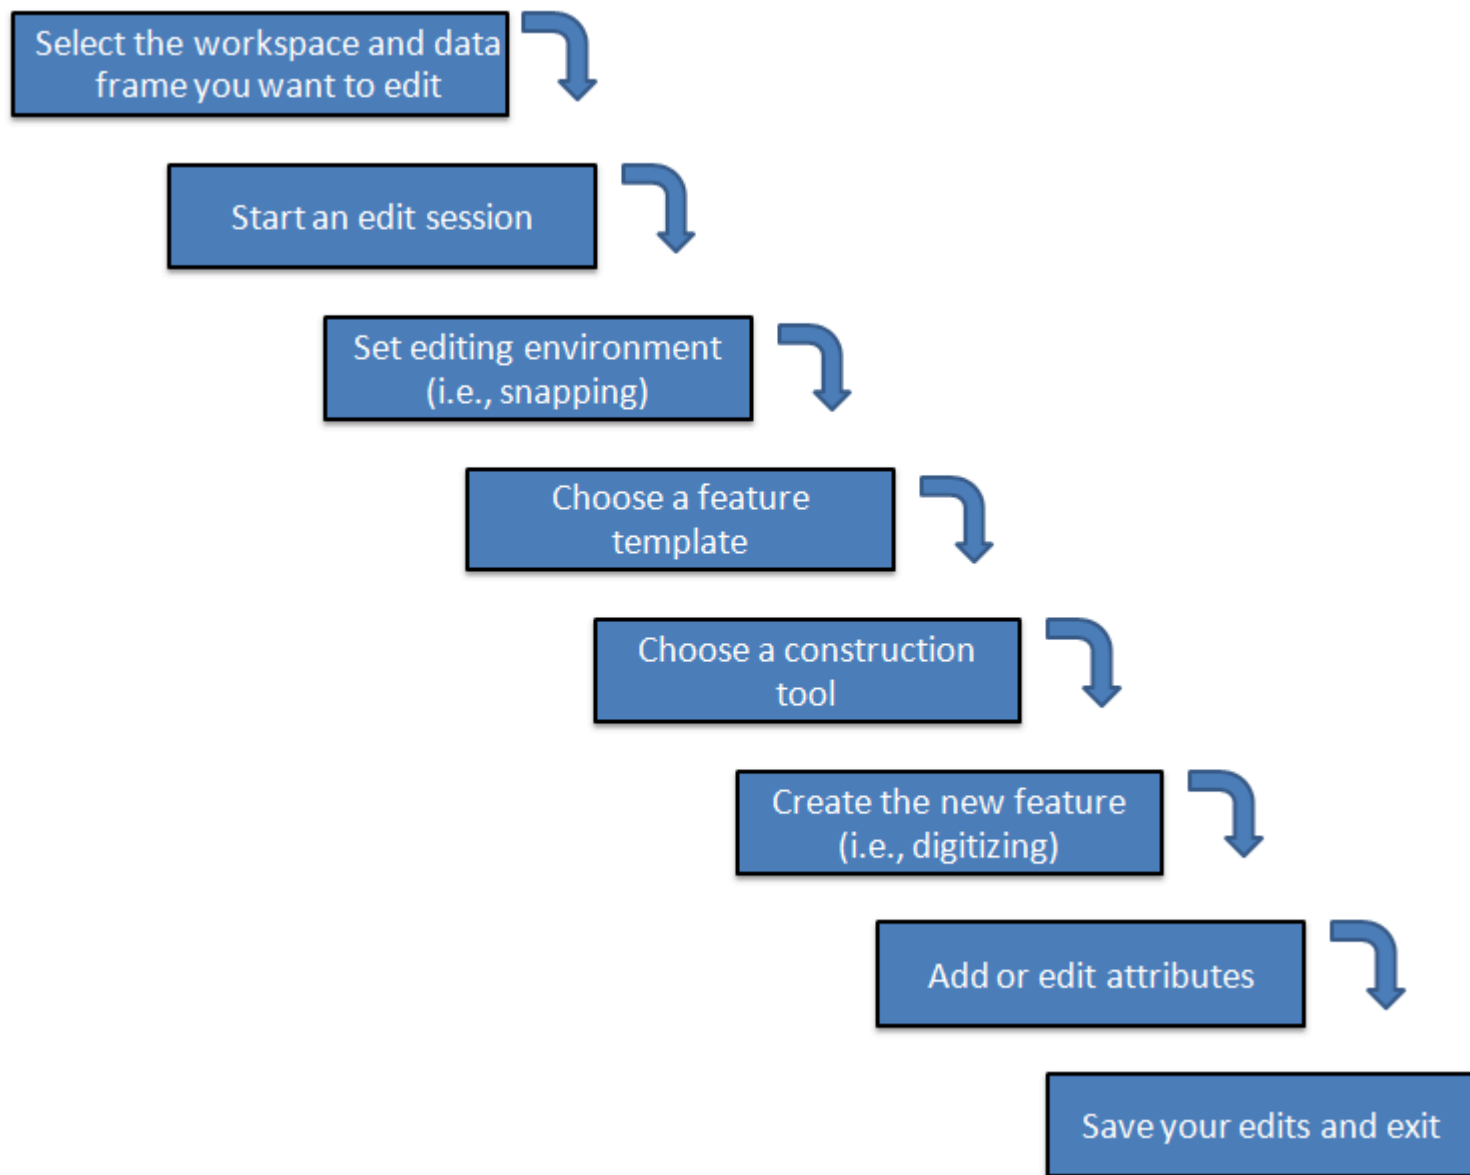 Select the workspace and data
frame you want to edit
Start an edit session
Set editing environment
(i.e., snapping)
Choose a feature
template
Choose a construction
tool
Create the new feature
(i.e., digitizing)
Add or edit attributes
Save your edits and exit